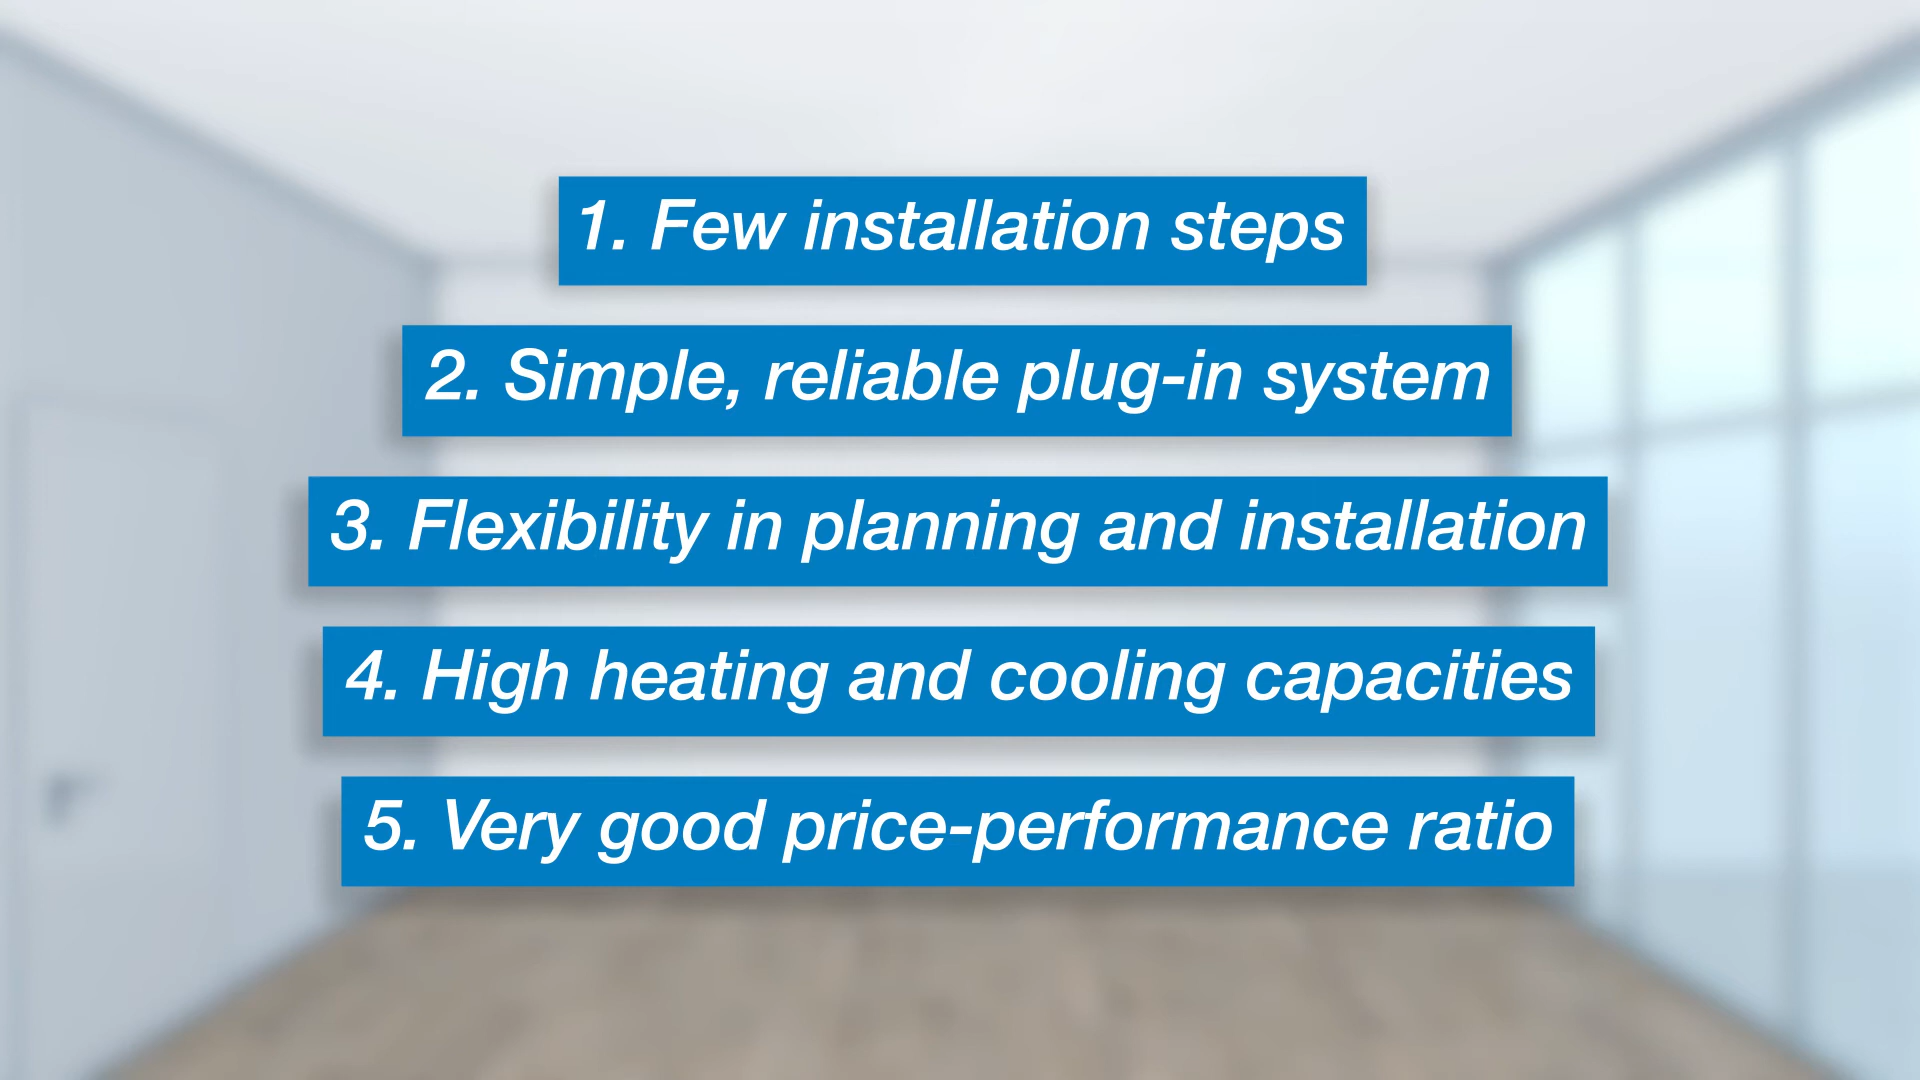 1. Few installation steps
2. Simple, reliable plug-in system
3. Flexibility in planning and installation
4. High heating and cooling capacities
5. Very good price-performance ratio